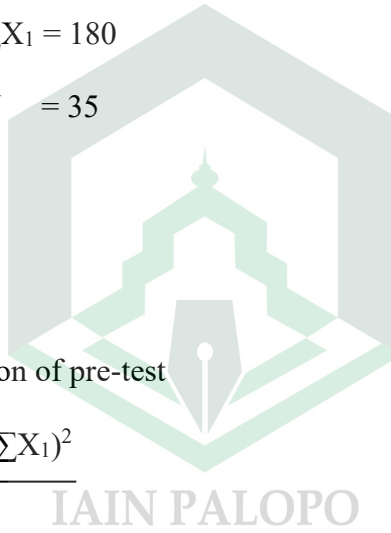 X₁ = 180
= 35
on of pre-test
∑X₁)²
IAIN PALOPO